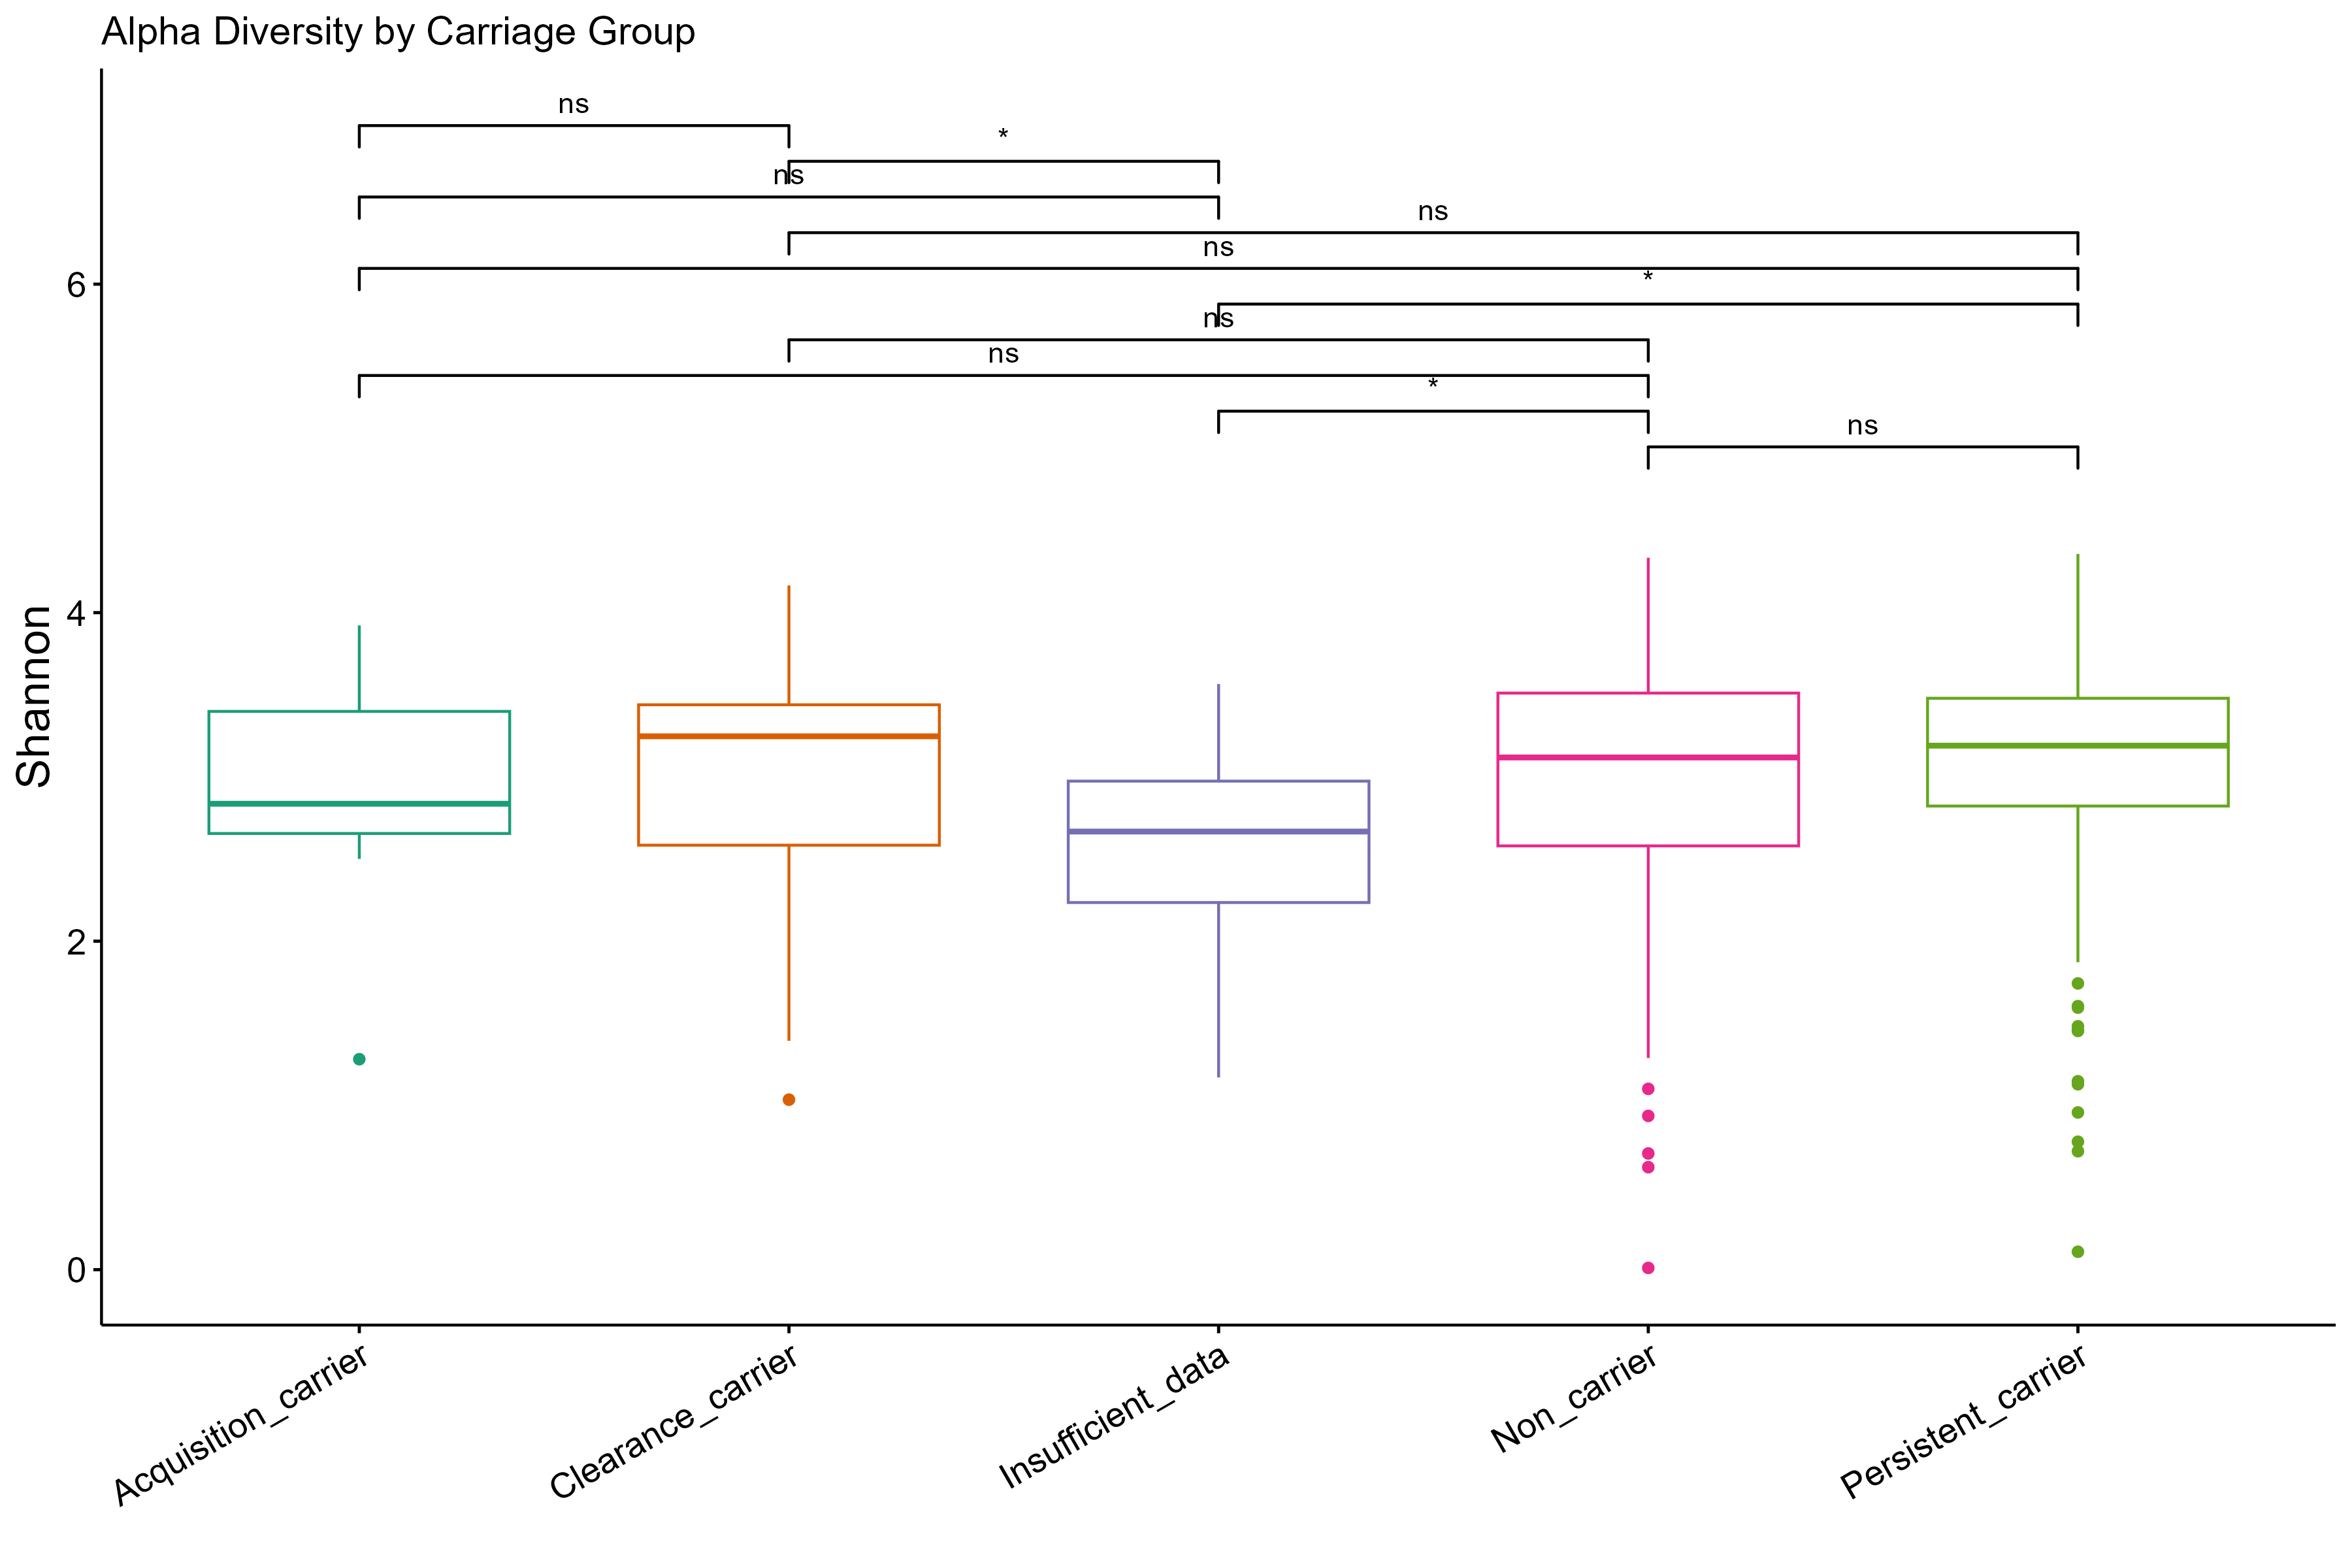 Alpha Diversity by Carriage Group
ns
*
ns
ns
ns
*
ns
ns
*
ns
6
4
2
0
Shannon
Acquisition_carrier
Clearance_carrier
Insufficient_data
Non_carrier
Persistent_carrier